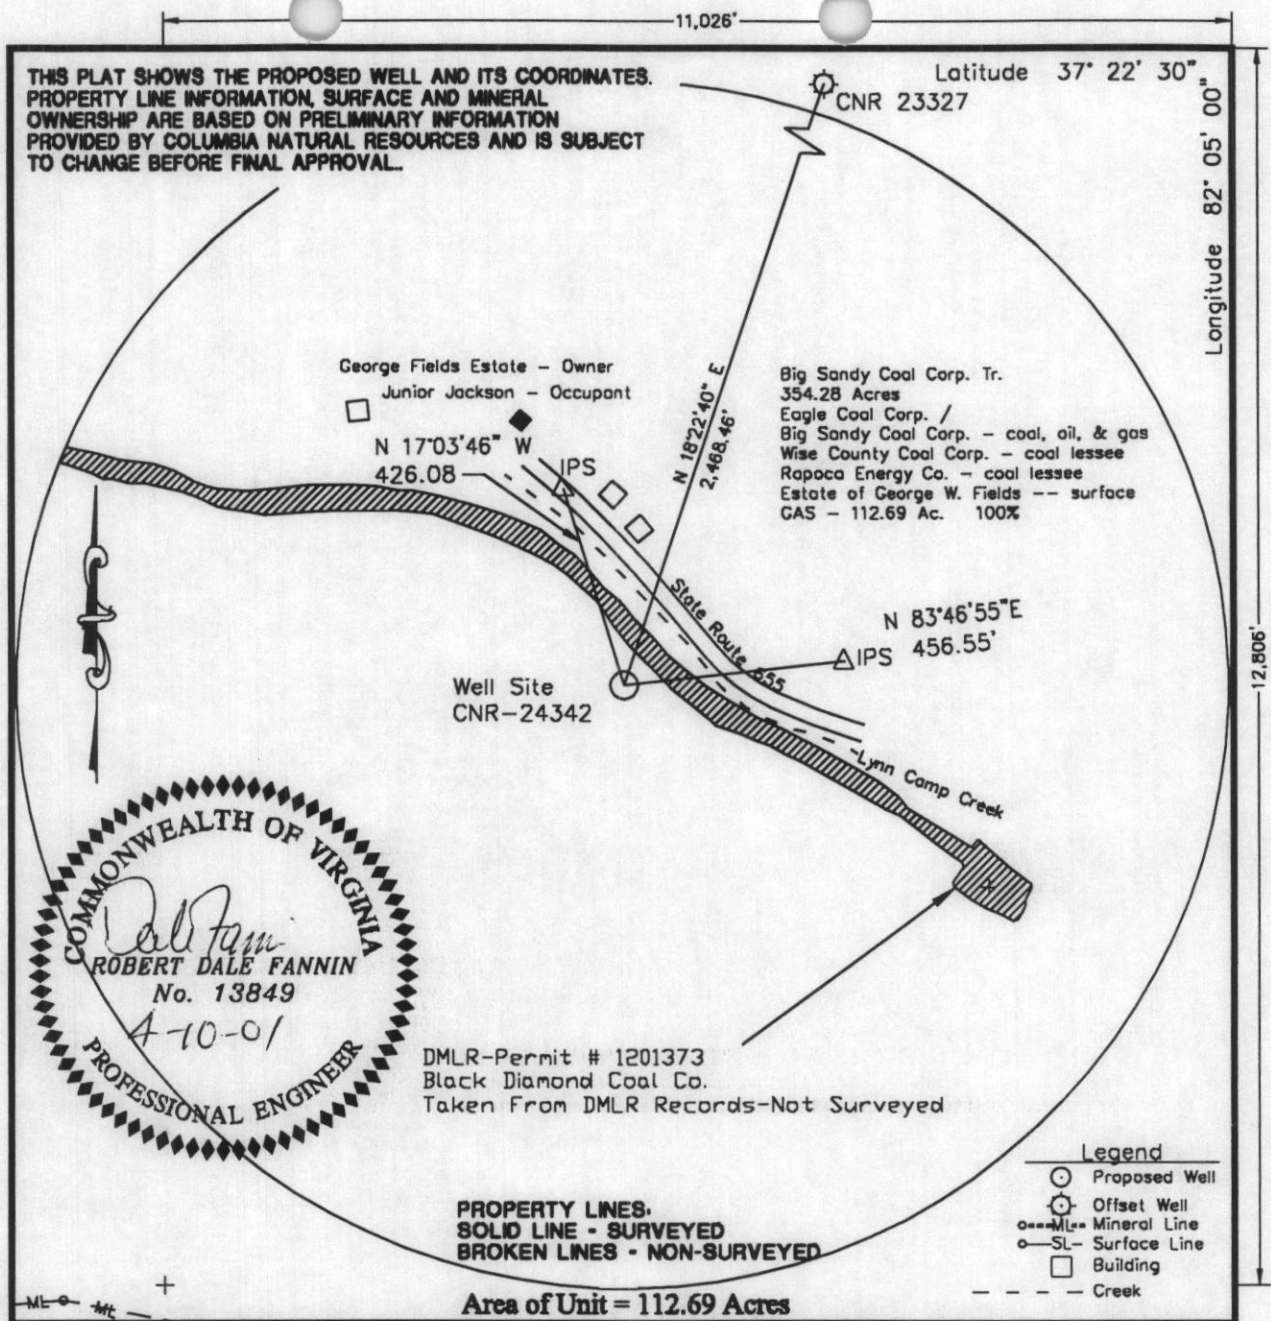 11,026'
THIS PLAT SHOWS THE PROPOSED WELL AND ITS COORDINATES.
PROPERTY LINE INFORMATION, SURFACE AND MINERAL
OWNERSHIP ARE BASED ON PRELIMINARY INFORMATION
PROVIDED BY COLUMBIA NATURAL RESOURCES AND IS SUBJECT
TO CHANGE BEFORE FINAL APPROVAL..
Latitude 37° 22' 30"
Longitude 82° 05' 00"
CNR 23327
12,806'
George Fields Estate - Owner
Junior Jackson - Occupant
N 17°03'46" W
426.08
IPS
N 18°22'40" E
2,468.46'
Big Sandy Coal Corp. Tr.
354.28 Acres
Eagle Coal Corp. /
Big Sandy Coal Corp. - coal, oil, & gas
Wise County Coal Corp. - coal lessee
Rapoca Energy Co. - coal lessee
Estate of George W. Fields -- surface
GAS - 112.69 Ac. 100%
State Route 655
N 83°46'55"E
456.55'
IPS
Well Site
CNR-24342
Lynn Camp Creek
4
COMMONWEALTH OF VIRGINIA
Dale Fannin
ROBERT DALE FANNIN
No. 13849
4-10-01
PROFESSIONAL ENGINEER
DMLR-Permit # 1201373
Black Diamond Coal Co.
Taken From DMLR Records-Not Surveyed
Legend
Proposed Well
Offset Well
ML Mineral Line
SL Surface Line
Building
Creek
PROPERTY LINES.
SOLID LINE - SURVEYED
BROKEN LINES - NON-SURVEYED
ML ML
Area of Unit = 112.69 Acres